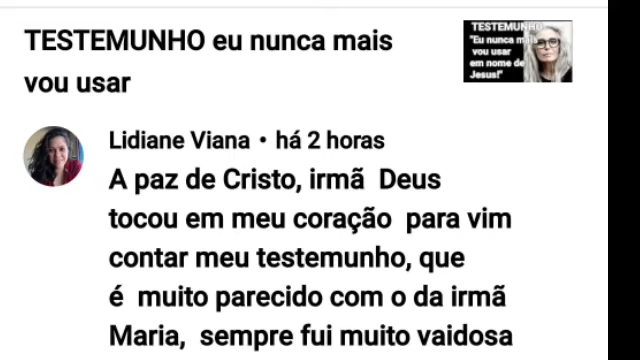 TESTEMUNHO eu nunca mais
vou usar
TESTEMUNHO
"Eu nunca mais
vou usar
em nome de
Jesus!"
Lidiane Viana • há 2 horas
A paz de Cristo, irmã Deus
tocou em meu coração para vim
contar meu testemunho, que
é muito parecido com o da irmã
Maria, sempre fui muito vaidosa